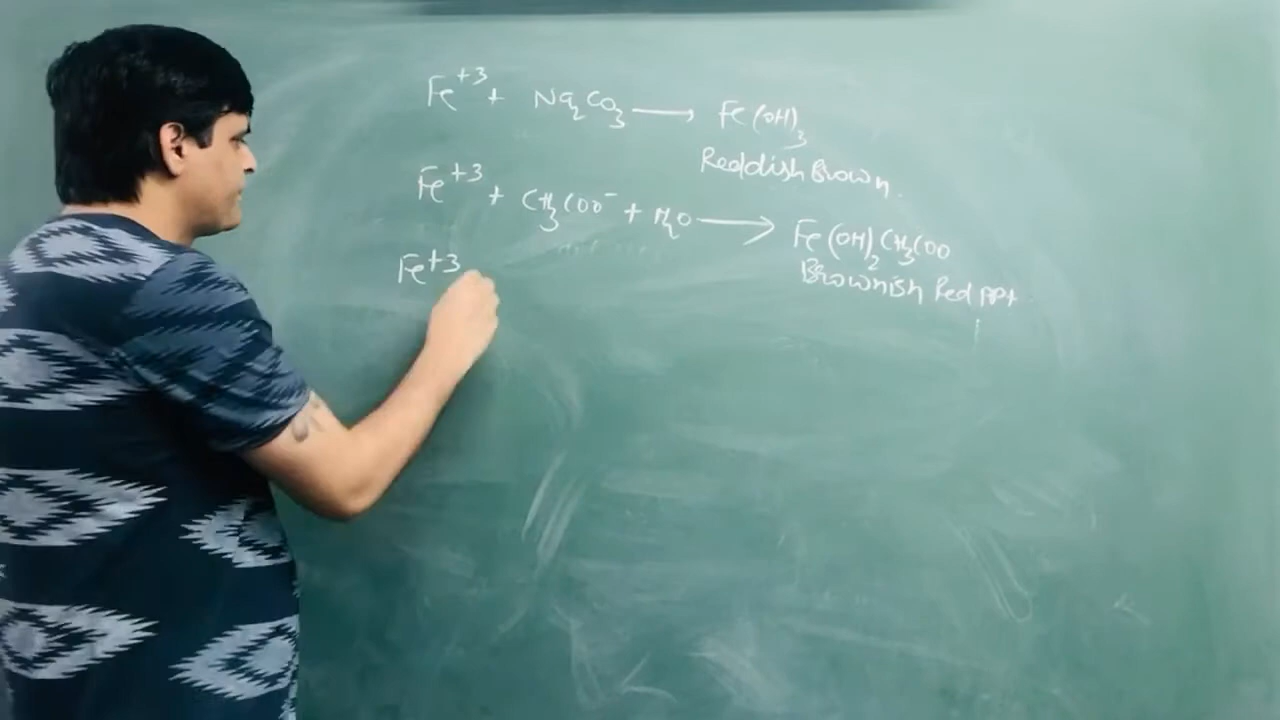 Fe⁺³ + Na₂CO₃ ⟶ Fe(OH)₃
Reddish Brown.
Fe⁺³ + CH₃COO⁻ + H₂O ⟶ Fe(OH)₂CH₃COO
Brownish Red PPt.
Fe⁺³